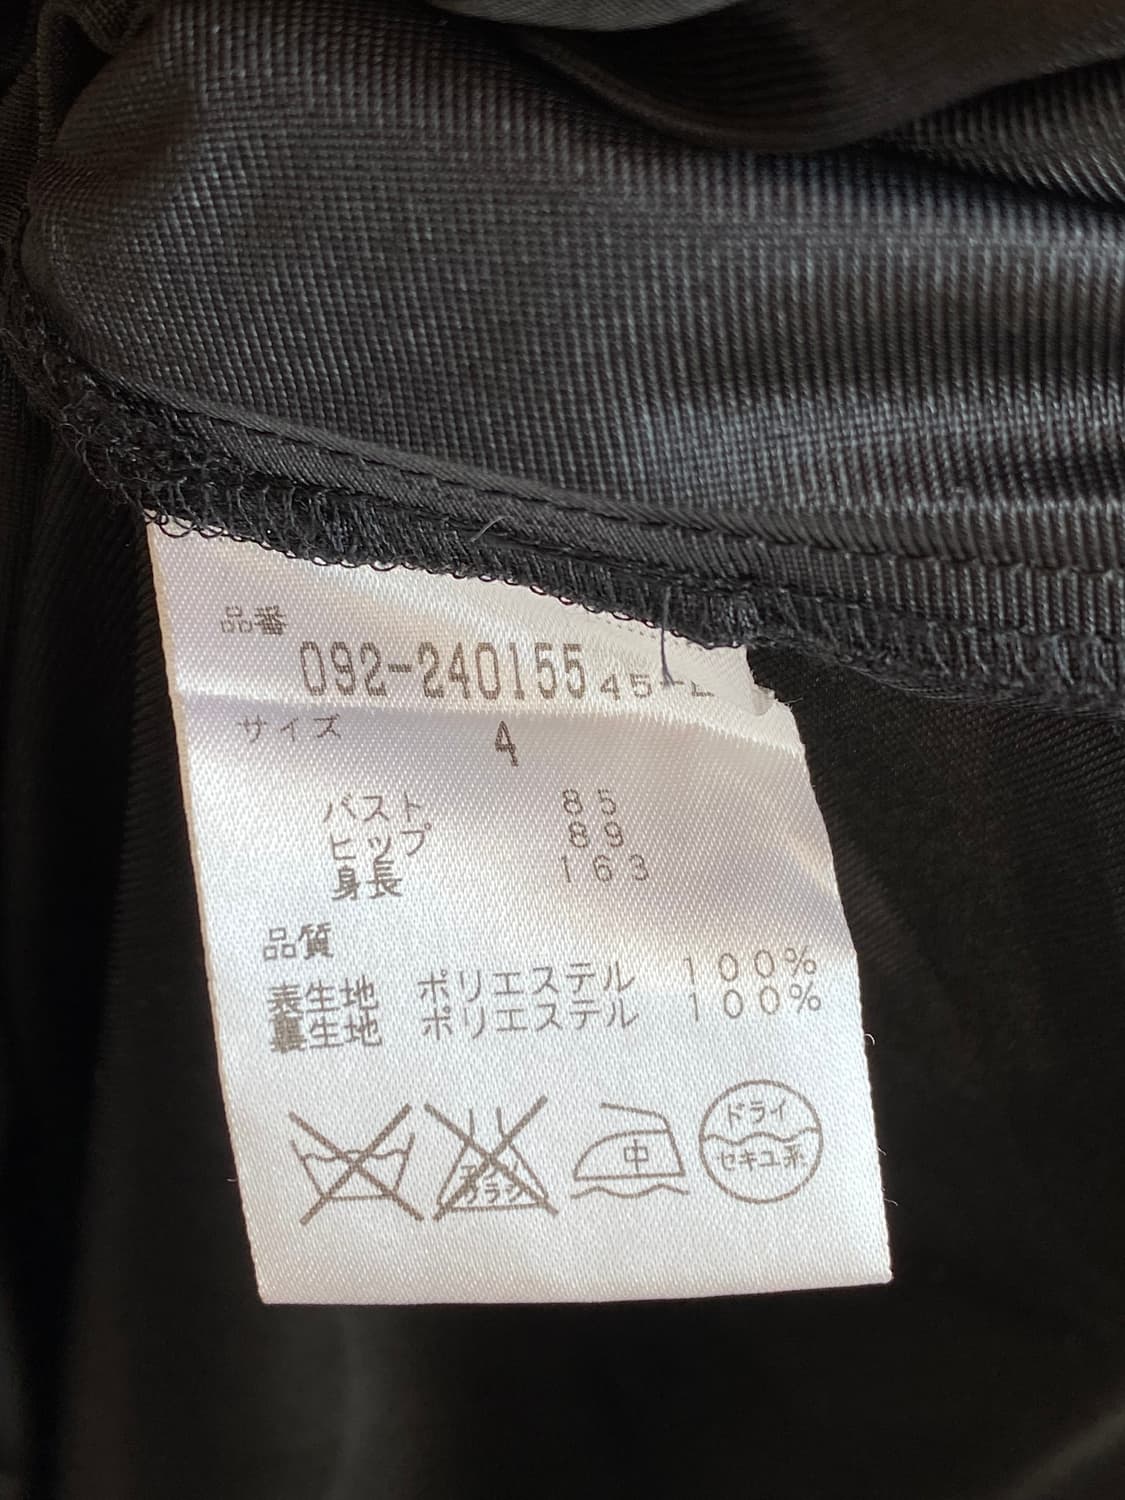 品番
092-240155
サイズ 4
バスト 85
ヒップ 89
身長 163
品質
表生地 ポリエステル 100%
裏生地 ポリエステル 100%
中
ドライ
セキユ系